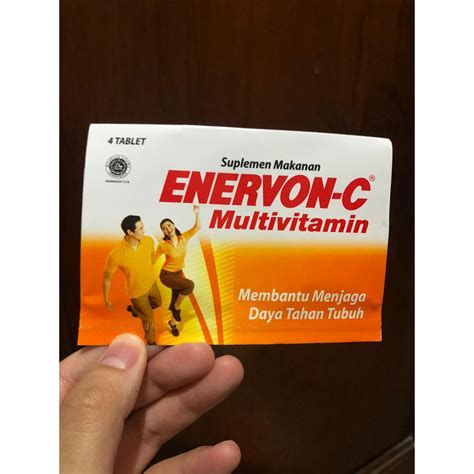 4 TABLET
Suplemen Makanan
ENERVON-C®
Multivitamin
Membantu Menjaga
Daya Tahan Tubuh